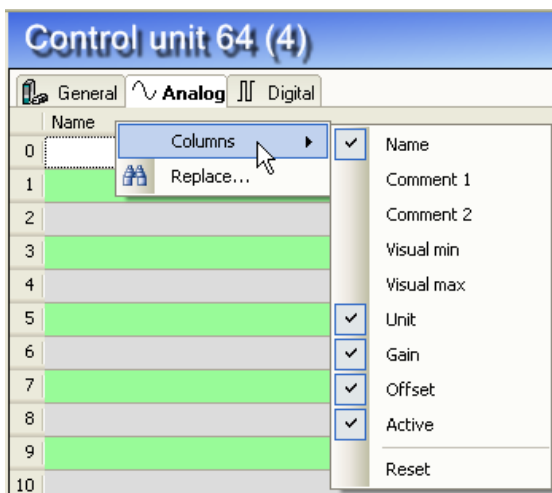 Control unit 64 (4)
General Analog Digital
Name
0
1
2
3
4
5
6
7
8
9
10
Columns
Replace...
Name
Comment 1
Comment 2
Visual min
Visual max
Unit
Gain
Offset
Active
Reset